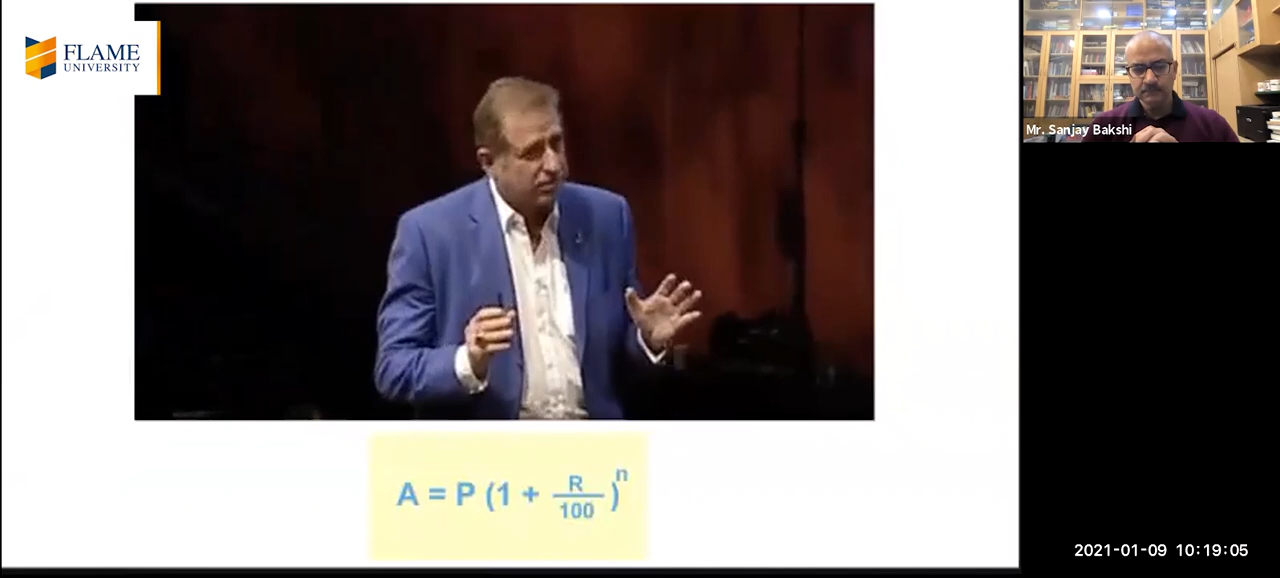 FLAME
UNIVERSITY
Mr. Sanjay Bakshi
A = P (1 + R/100)ⁿ
2021-01-09 10:19:05